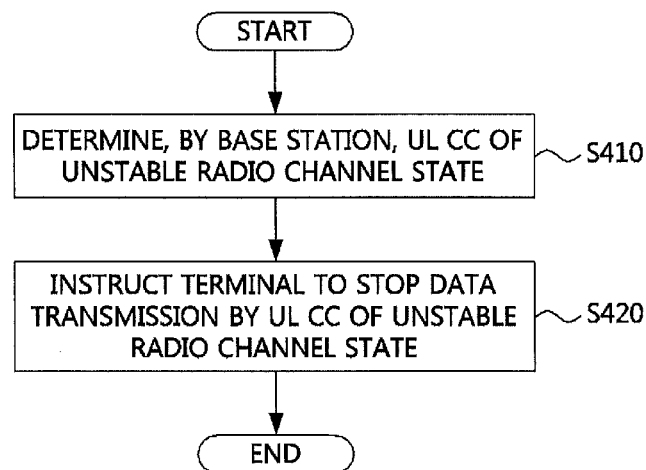 START
DETERMINE, BY BASE STATION, UL CC OF
UNSTABLE RADIO CHANNEL STATE
S410
INSTRUCT TERMINAL TO STOP DATA
TRANSMISSION BY UL CC OF UNSTABLE
RADIO CHANNEL STATE
S420
END